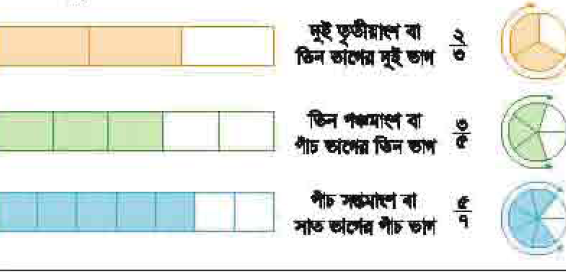 দুই তৃতীয়াংশ বা
তিন ভাগের দুই ভাগ
২/৩
তিন পঞ্চমাংশ বা
পাঁচ ভাগের তিন ভাগ
৩/৫
পাঁচ সপ্তমাংশ বা
সাত ভাগের পাঁচ ভাগ
৫/৭